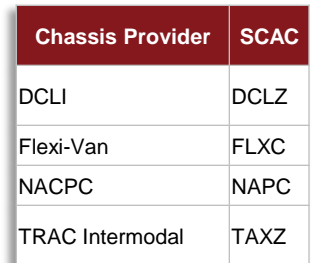 Chassis Provider SCAC
DCLI DCLZ
Flexi-Van FLXC
NACPC NAPC
TRAC Intermodal TAXZ